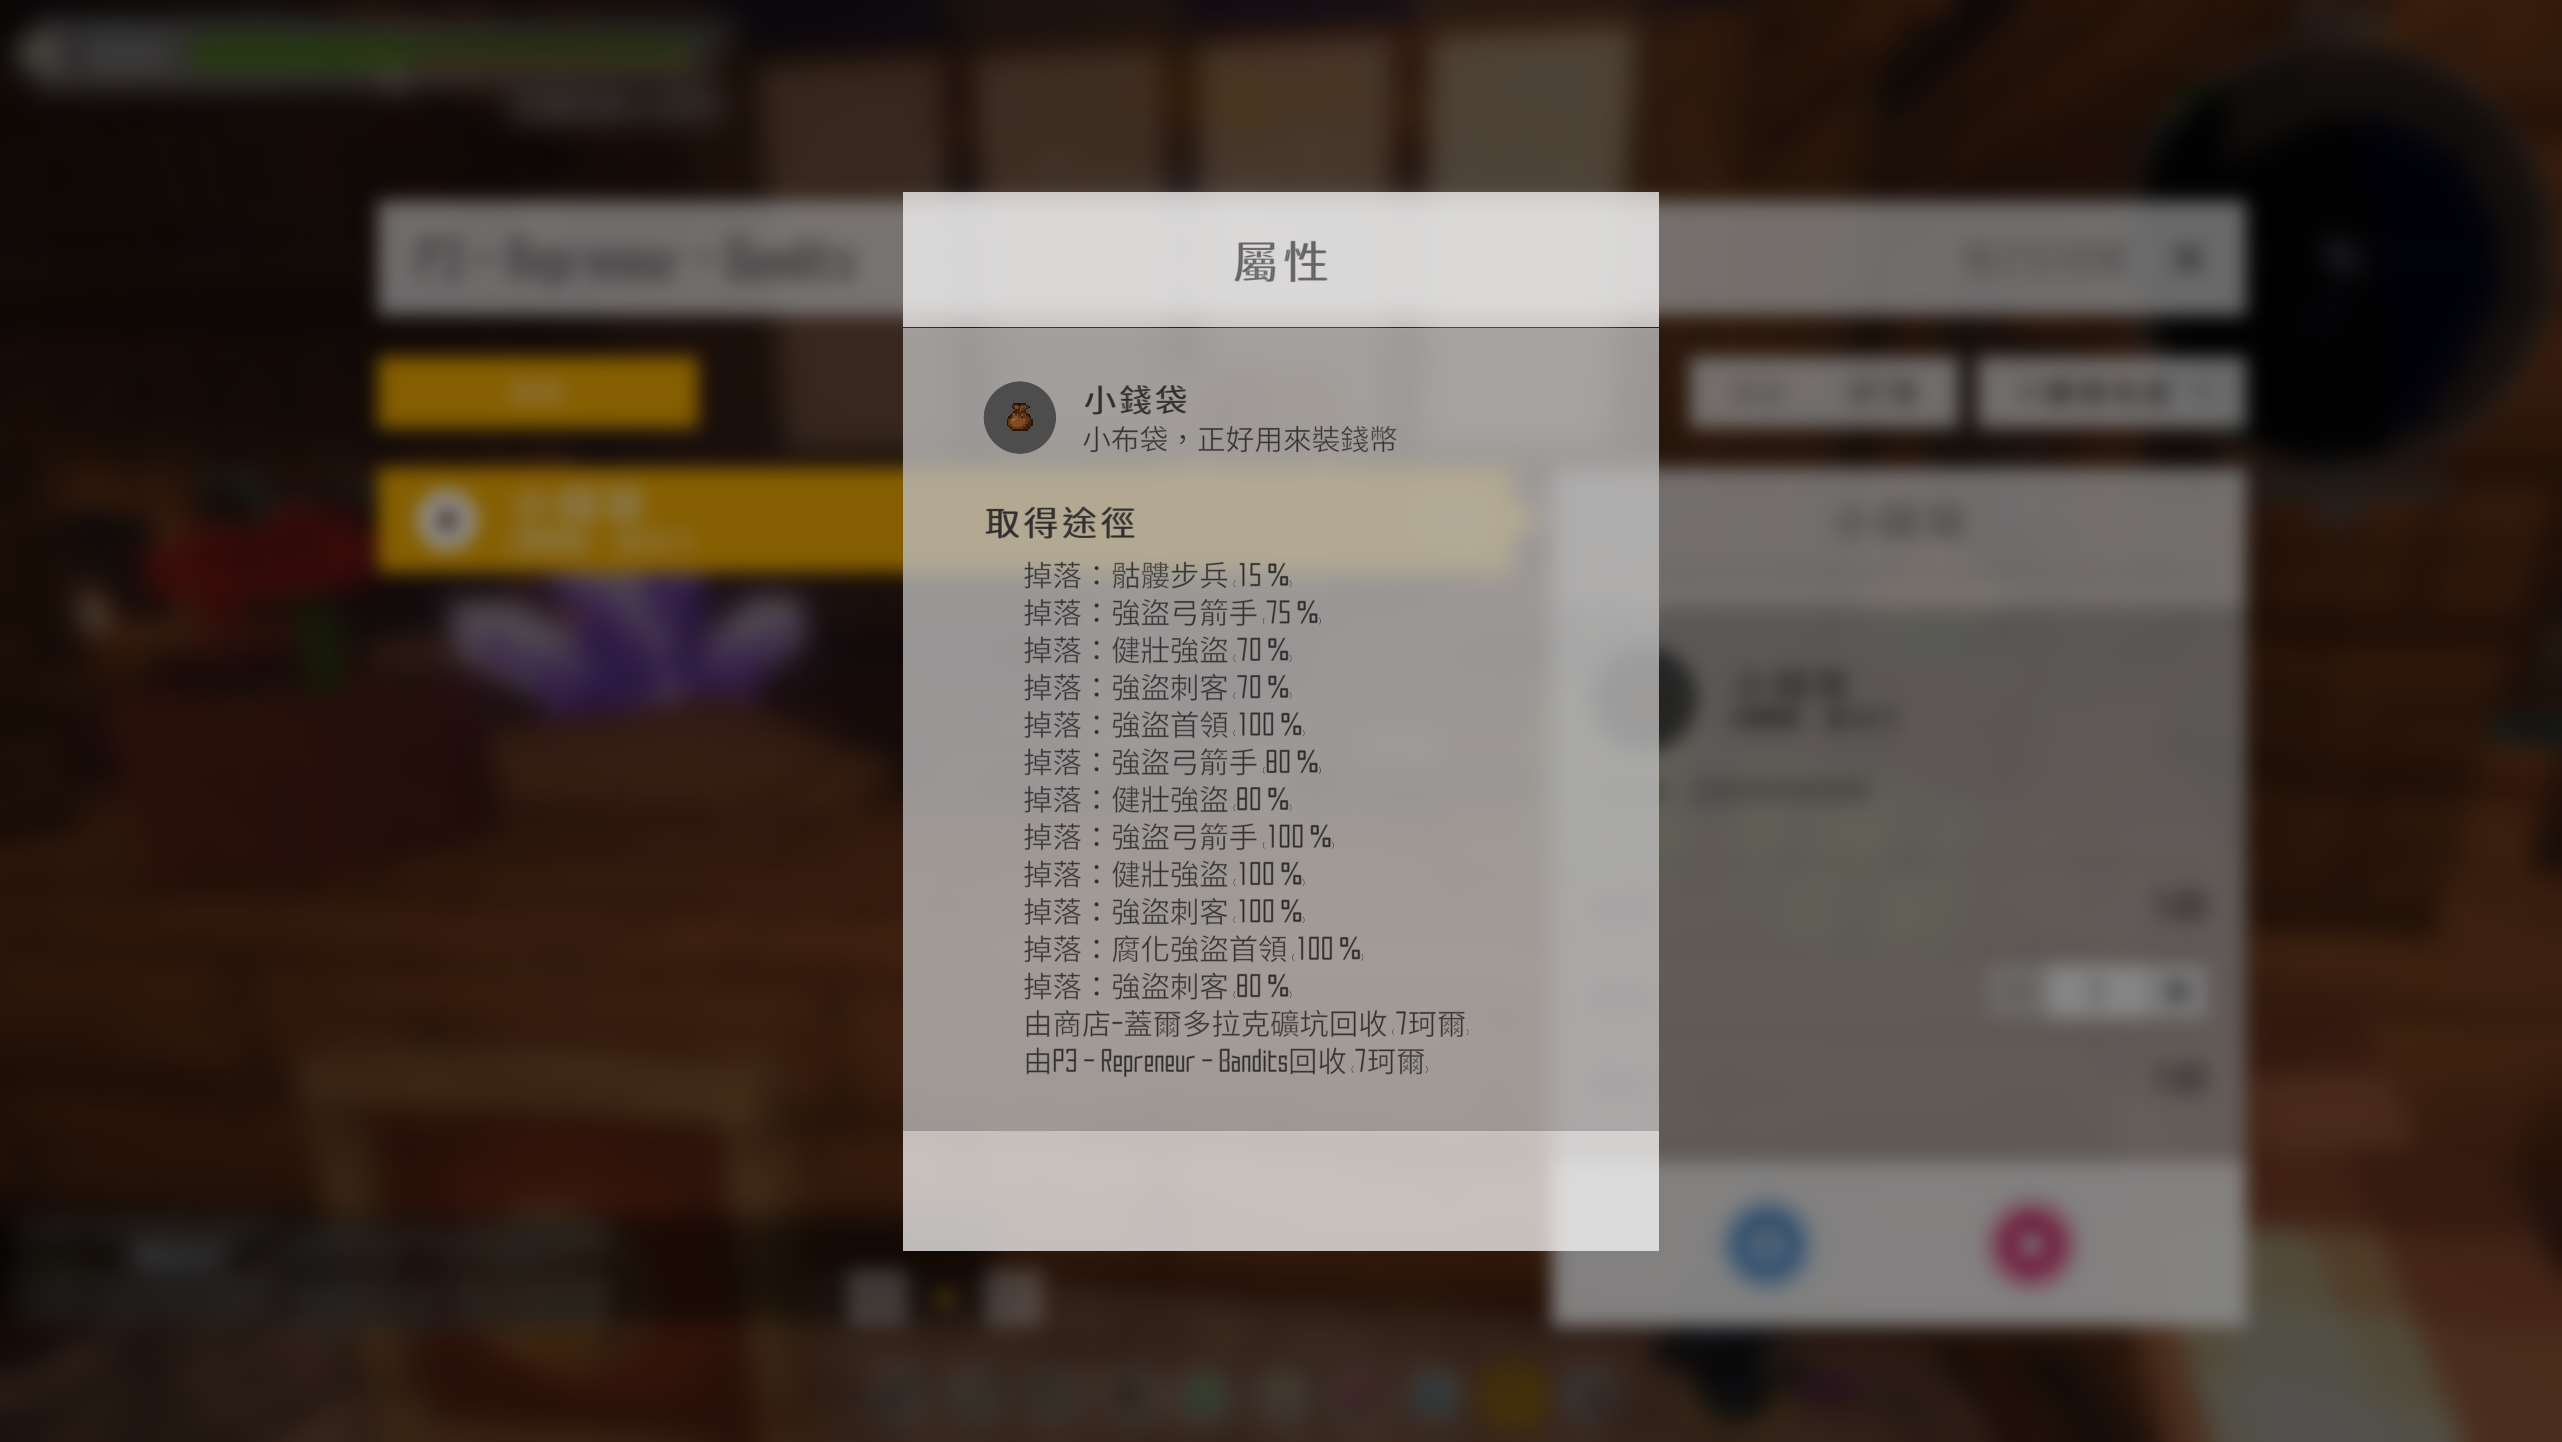 P3 - Repreneur - Bandits
屬性
小錢袋
小布袋，正好用來裝錢幣
取得途徑
掉落：骷髏步兵(15 %)
掉落：強盜弓箭手(75 %)
掉落：健壯強盜(70 %)
掉落：強盜刺客(70 %)
掉落：強盜首領(100 %)
掉落：強盜弓箭手(80 %)
掉落：健壯強盜(80 %)
掉落：強盜弓箭手(100 %)
掉落：健壯強盜(100 %)
掉落：強盜刺客(100 %)
掉落：腐化強盜首領(100 %)
掉落：強盜刺客(80 %)
由商店-蓋爾多拉克礦坑回收(7珂爾)
由P3 - Repreneur - Bandits回收(7珂爾)